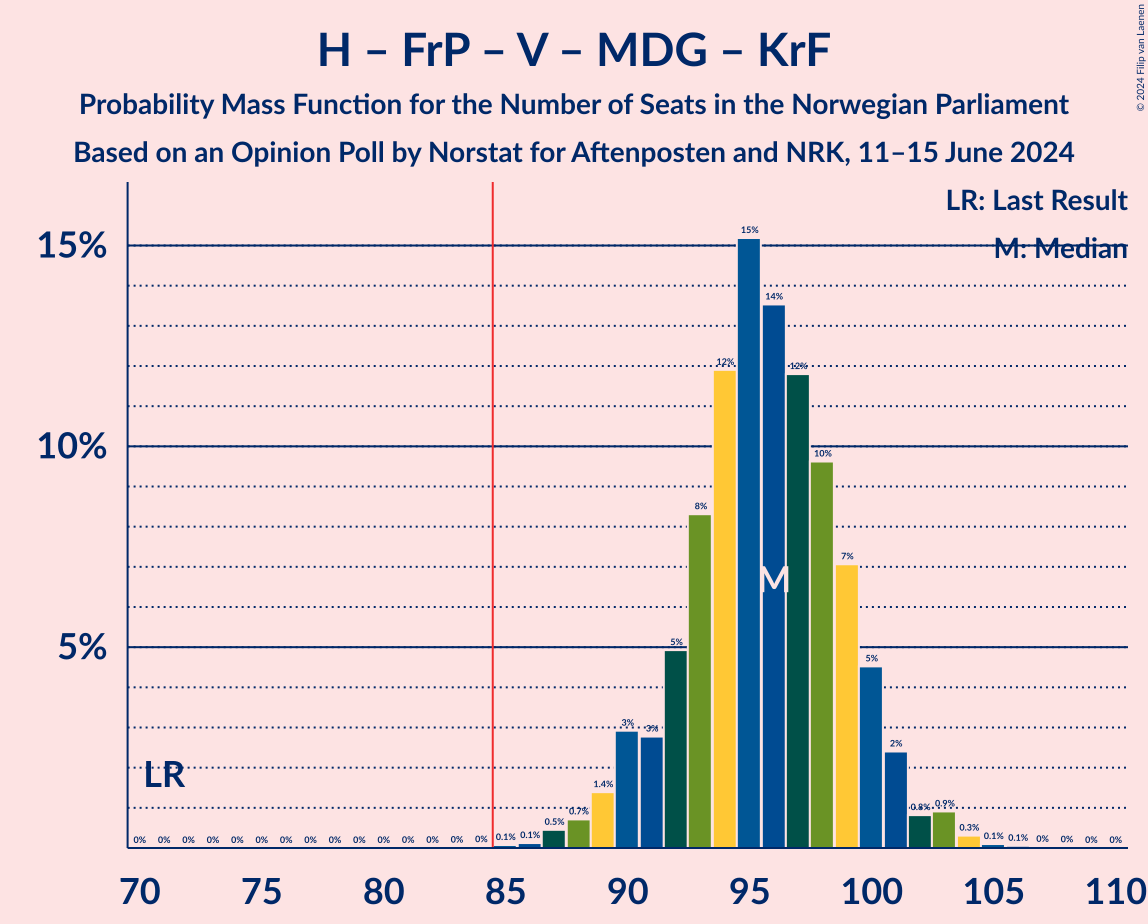 H – FrP – V – MDG – KrF
Probability Mass Function for the Number of Seats in the Norwegian Parliament
Based on an Opinion Poll by Norstat for Aftenposten and NRK, 11–15 June 2024
© 2024 Filip van Laenen
LR: Last Result
M: Median
15%
10%
5%
15%
14%
12%
12%
10%
8%
7%
M
5%
5%
3%
3%
2%
LR
1.4%
0.7%
0.8%
0.9%
0.5%
0.3%
0% 0% 0% 0% 0% 0% 0% 0% 0% 0% 0% 0% 0% 0% 0% 0.1% 0.1% 0.1% 0.1% 0% 0% 0% 0%
70 75 80 85 90 95 100 105 110